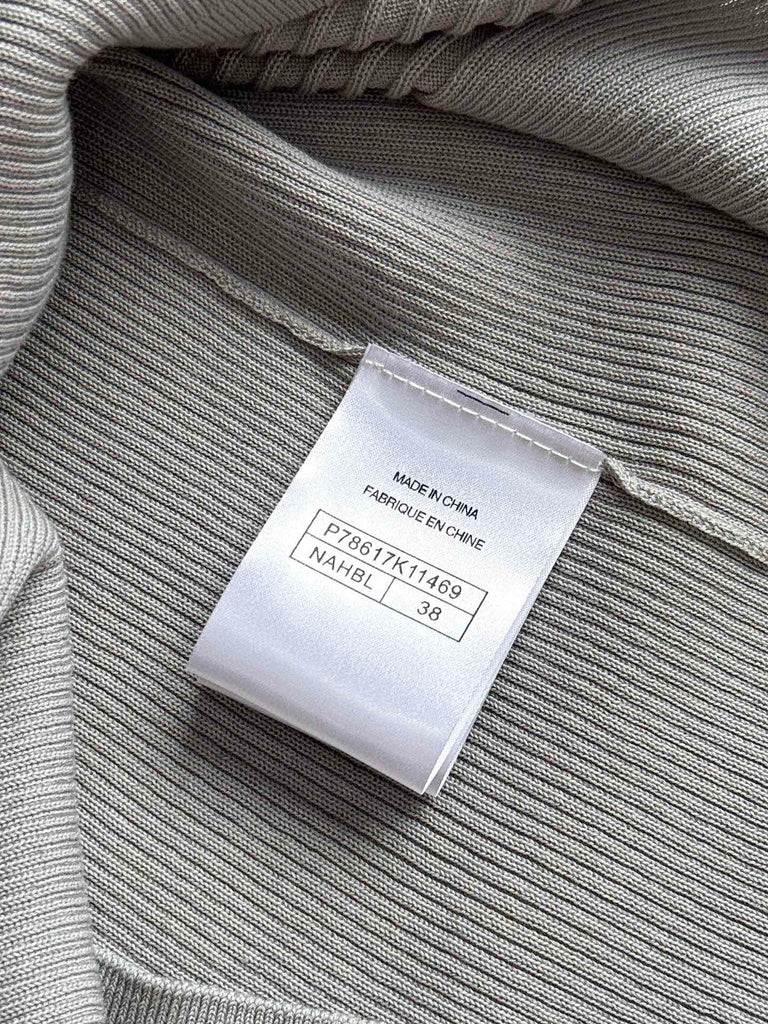 MADE IN CHINA
FABRIQUE EN CHINE
P78617K11469
NAHBL 38